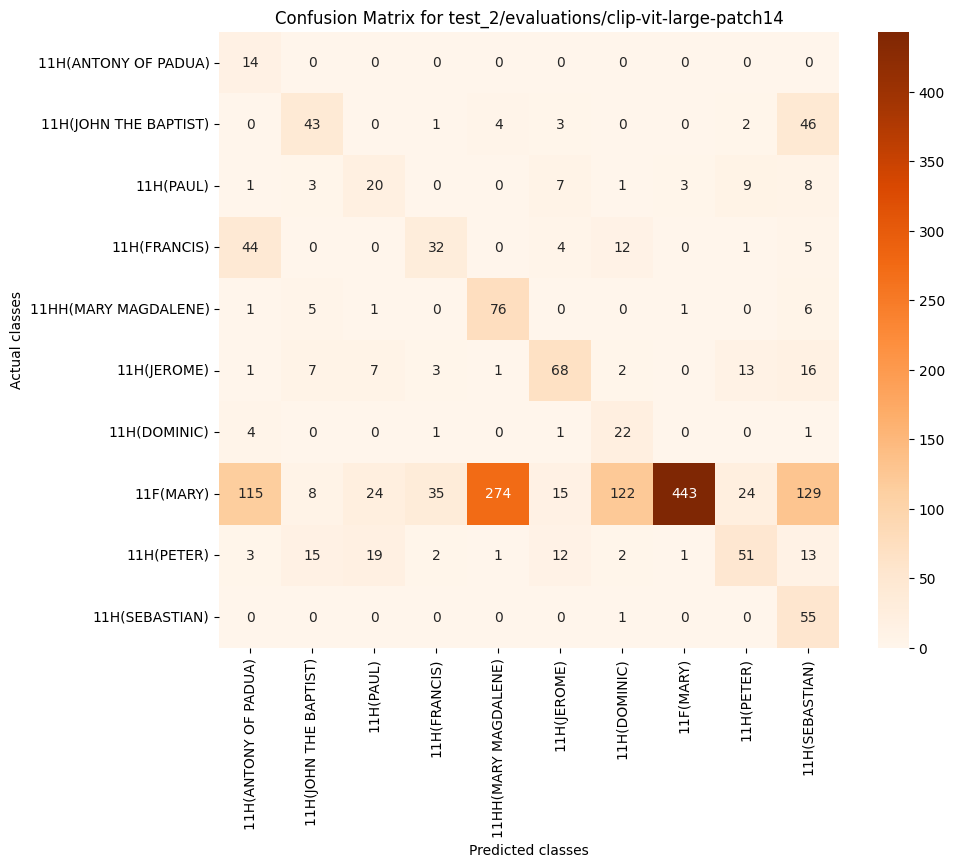 Confusion Matrix for test_2/evaluations/clip-vit-large-patch14
Actual classes
11H(ANTONY OF PADUA) 14 0 0 0 0 0 0 0 0 0
11H(JOHN THE BAPTIST) 0 43 0 1 4 3 0 0 2 46
11H(PAUL) 1 3 20 0 0 7 1 3 9 8
11H(FRANCIS) 44 0 0 32 0 4 12 0 1 5
11HH(MARY MAGDALENE) 1 5 1 0 76 0 0 1 0 6
11H(JEROME) 1 7 7 3 1 68 2 0 13 16
11H(DOMINIC) 4 0 0 1 0 1 22 0 0 1
11F(MARY) 115 8 24 35 274 15 122 443 24 129
11H(PETER) 3 15 19 2 1 12 2 1 51 13
11H(SEBASTIAN) 0 0 0 0 0 0 1 0 0 55
11H(ANTONY OF PADUA)
11H(JOHN THE BAPTIST)
11H(PAUL)
11H(FRANCIS)
11HH(MARY MAGDALENE)
11H(JEROME)
11H(DOMINIC)
11F(MARY)
11H(PETER)
11H(SEBASTIAN)
Predicted classes
400
350
300
250
200
150
100
50
0